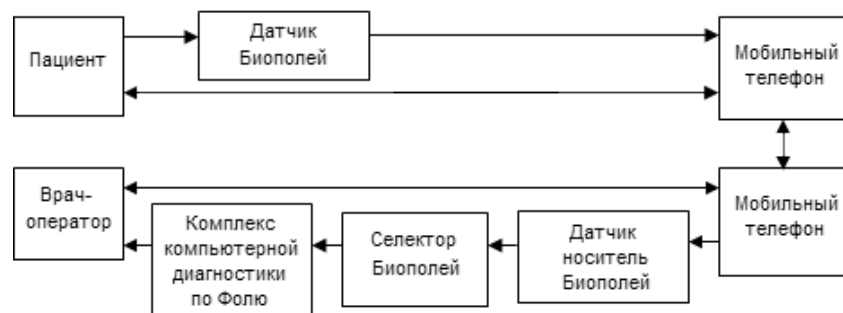 Пациент
Датчик
Биополей
Мобильный
телефон
Врач-
оператор
Комплекс
компьютерной
диагностики
по Фолю
Селектор
Биополей
Датчик
носитель
Биополей
Мобильный
телефон